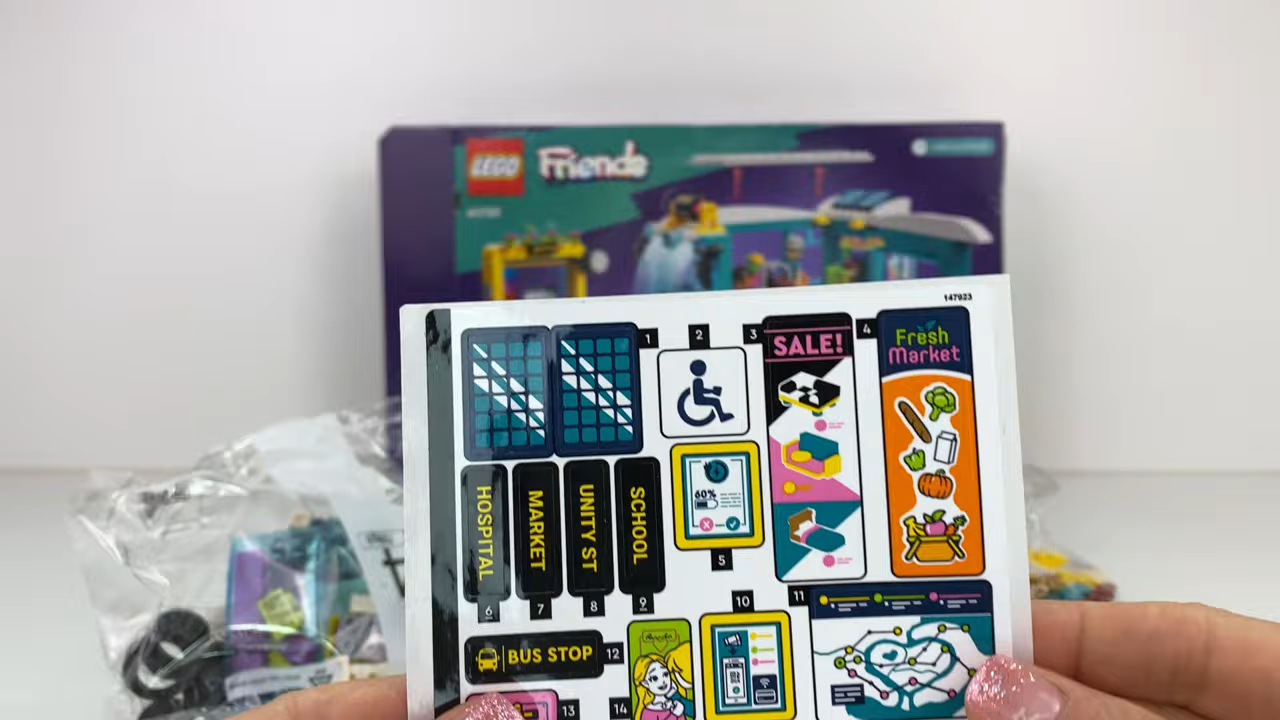 LEGO
Friends
147923
1
2
3
4
SALE!
Fresh
Market
60%
5
HOSPITAL
MARKET
UNITY ST
SCHOOL
6
7
8
9
10
11
BUS STOP
12
13
14